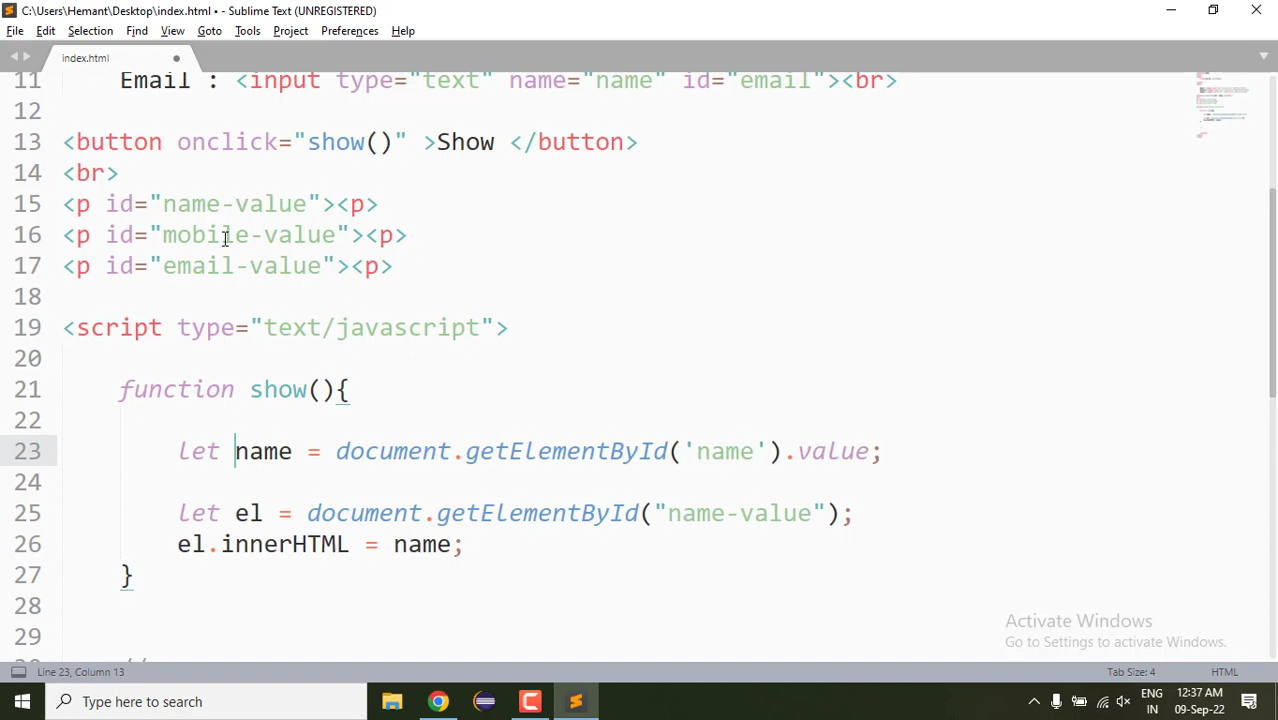 C:\Users\Hemant\Desktop\index.html • - Sublime Text (UNREGISTERED)
File Edit Selection Find View Goto Tools Project Preferences Help
index.html
11 Email : <input type="text" name="name" id="email"><br>
12
13 <button onclick="show()" >Show </button>
14 <br>
15 <p id="name-value"><p>
16 <p id="mobile-value"><p>
17 <p id="email-value"><p>
18
19 <script type="text/javascript">
20
21 function show(){
22
23 let name = document.getElementById('name').value;
24
25 let el = document.getElementById("name-value");
26 el.innerHTML = name;
27 }
28
29
Activate Windows
Go to Settings to activate Windows.
Line 23, Column 13
Tab Size: 4
HTML
Type here to search
ENG
IN
12:37 AM
09-Sep-22